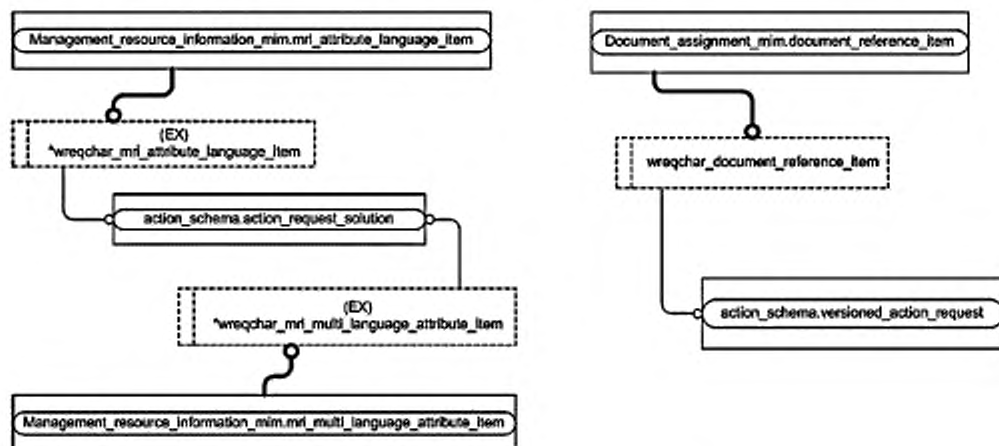 Management_resource_information_mim.mri_attribute_language_item
Document_assignment_mim.document_reference_item
(EX)
*wreqchar_mri_attribute_language_item
wreqchar_document_reference_item
action_schema.action_request_solution
(EX)
*wreqchar_mri_multi_language_attribute_item
action_schema.versioned_action_request
Management_resource_information_mim.mri_multi_language_attribute_item